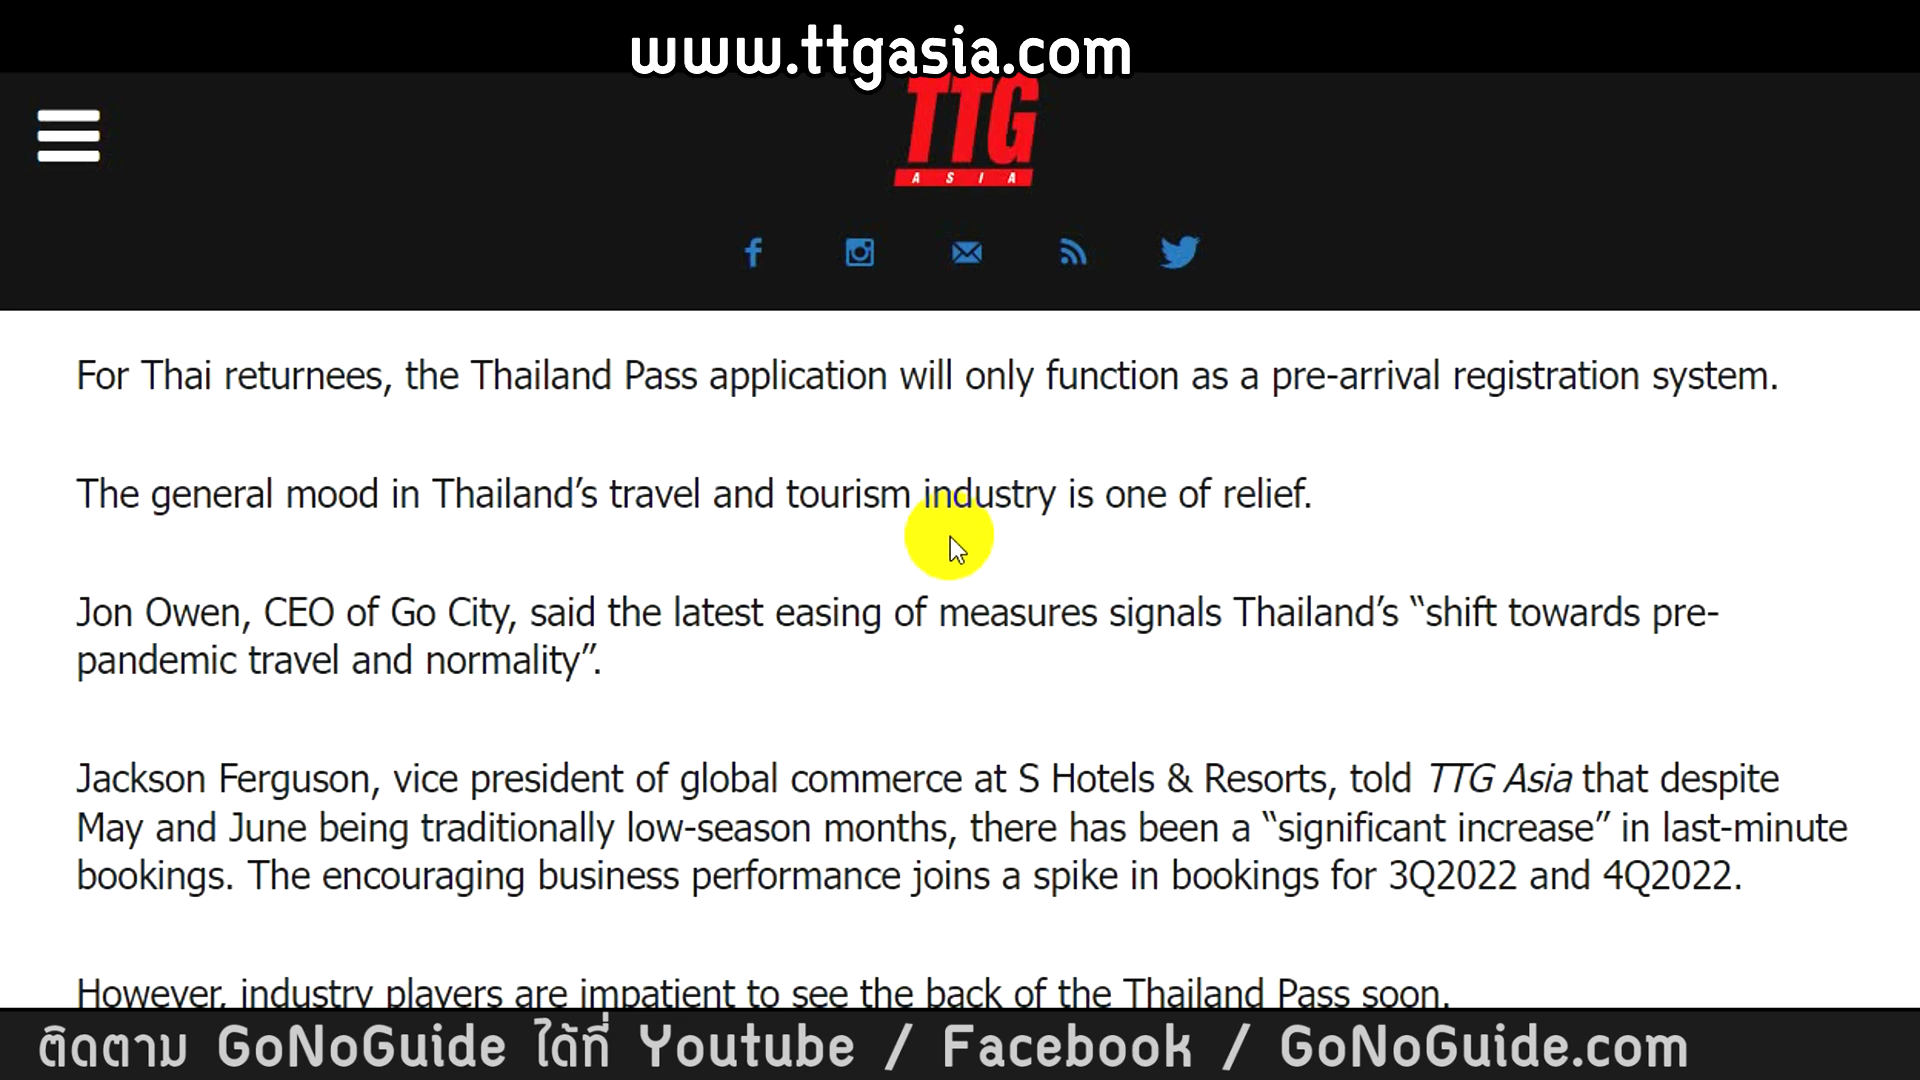 www.ttgasia.com
TTG
ASIA
For Thai returnees, the Thailand Pass application will only function as a pre-arrival registration system.
The general mood in Thailand’s travel and tourism industry is one of relief.
Jon Owen, CEO of Go City, said the latest easing of measures signals Thailand’s “shift towards pre-
pandemic travel and normality”.
Jackson Ferguson, vice president of global commerce at S Hotels & Resorts, told TTG Asia that despite
May and June being traditionally low-season months, there has been a “significant increase” in last-minute
bookings. The encouraging business performance joins a spike in bookings for 3Q2022 and 4Q2022.
However, industry players are impatient to see the back of the Thailand Pass soon.
ติดตาม GoNoGuide ได้ที่ Youtube / Facebook / GoNoGuide.com